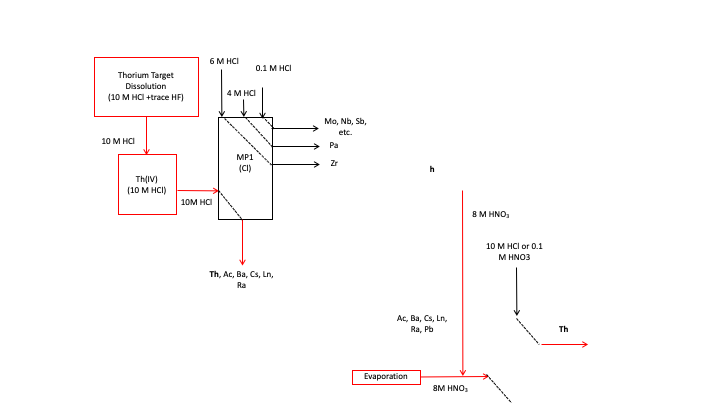 6 M HCl
0.1 M HCl
Thorium Target
Dissolution
(10 M HCl +trace HF)
4 M HCl
Mo, Nb, Sb,
etc.
10 M HCl
Pa
MP1
(Cl)
Zr
Th(IV)
(10 M HCl)
10M HCl
h
8 M HNO₃
10 M HCl or 0.1
M HNO3
Th, Ac, Ba, Cs, Ln,
Ra
Ac, Ba, Cs, Ln,
Ra, Pb
Th
Evaporation
8M HNO₃